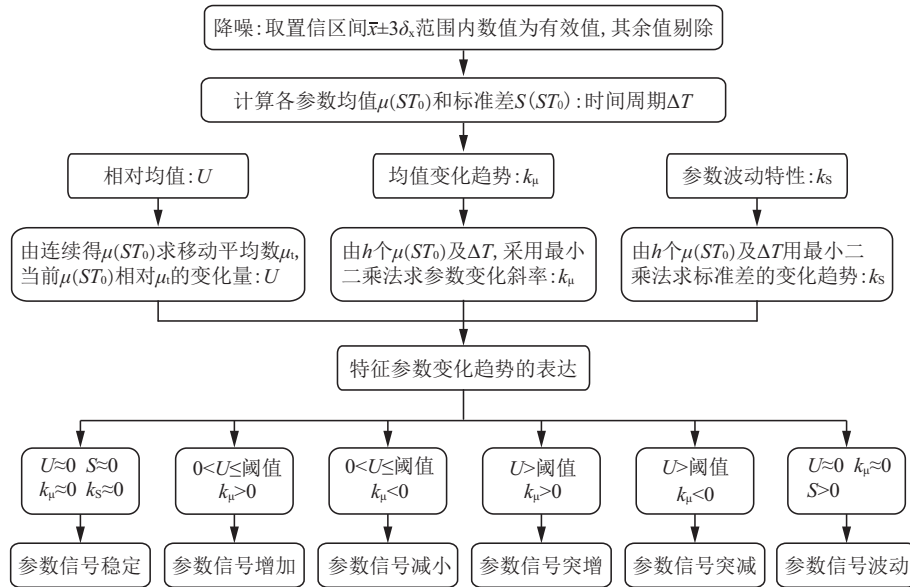 降噪:取置信区间x̄±3δₓ范围内数值为有效值,其余值剔除
计算各参数均值μ(ST₀)和标准差S(ST₀):时间周期ΔT
相对均值:U
均值变化趋势:kμ
参数波动特性:kS
由连续得μ(ST₀)求移动平均数μₜ,
当前μ(ST₀)相对μₜ的变化量:U
由h个μ(ST₀)及ΔT,采用最小
二乘法求参数变化斜率:kμ
由h个μ(ST₀)及ΔT用最小二
乘法求标准差的变化趋势:kS
特征参数变化趋势的表达
U≈0 S≈0
kμ≈0 kS≈0
0<U≤阈值
kμ>0
0<U≤阈值
kμ<0
U>阈值
kμ>0
U>阈值
kμ<0
U≈0 kμ≈0
S>0
参数信号稳定
参数信号增加
参数信号减小
参数信号突增
参数信号突减
参数信号波动